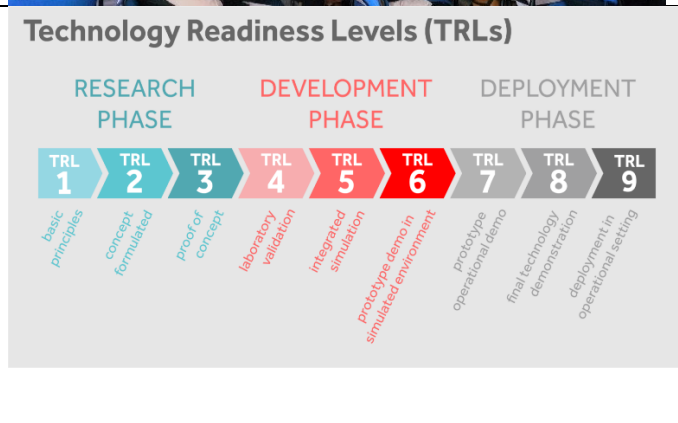 Technology Readiness Levels (TRLs)
RESEARCH
PHASE
DEVELOPMENT
PHASE
DEPLOYMENT
PHASE
TRL
1
TRL
2
TRL
3
TRL
4
TRL
5
TRL
6
TRL
7
TRL
8
TRL
9
basic
principles
concept
formulated
proof of
concept
laboratory
validation
integrated
simulation
prototype demo in
simulated environment
prototype
operational demo
final technology
demonstration
deployment in
operational setting